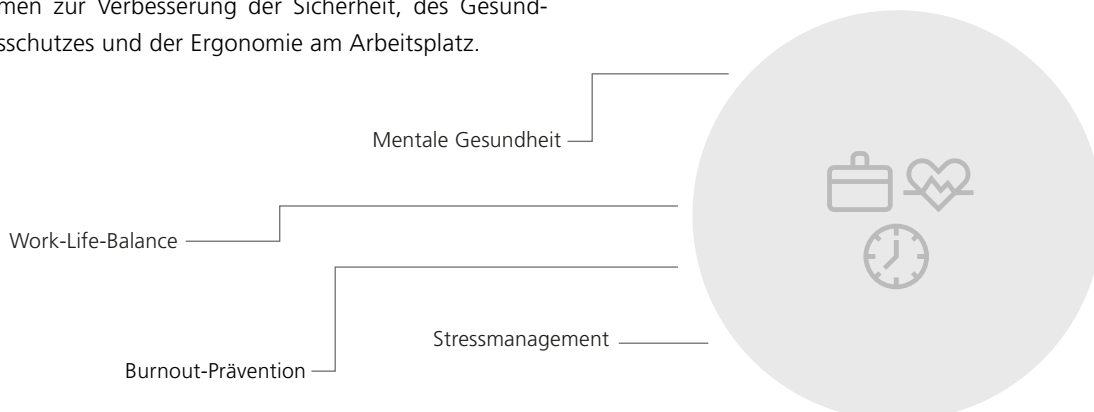 men zur Verbesserung der Sicherheit, des Gesund-
sschutzes und der Ergonomie am Arbeitsplatz.
Mentale Gesundheit
Work-Life-Balance
Stressmanagement
Burnout-Prävention